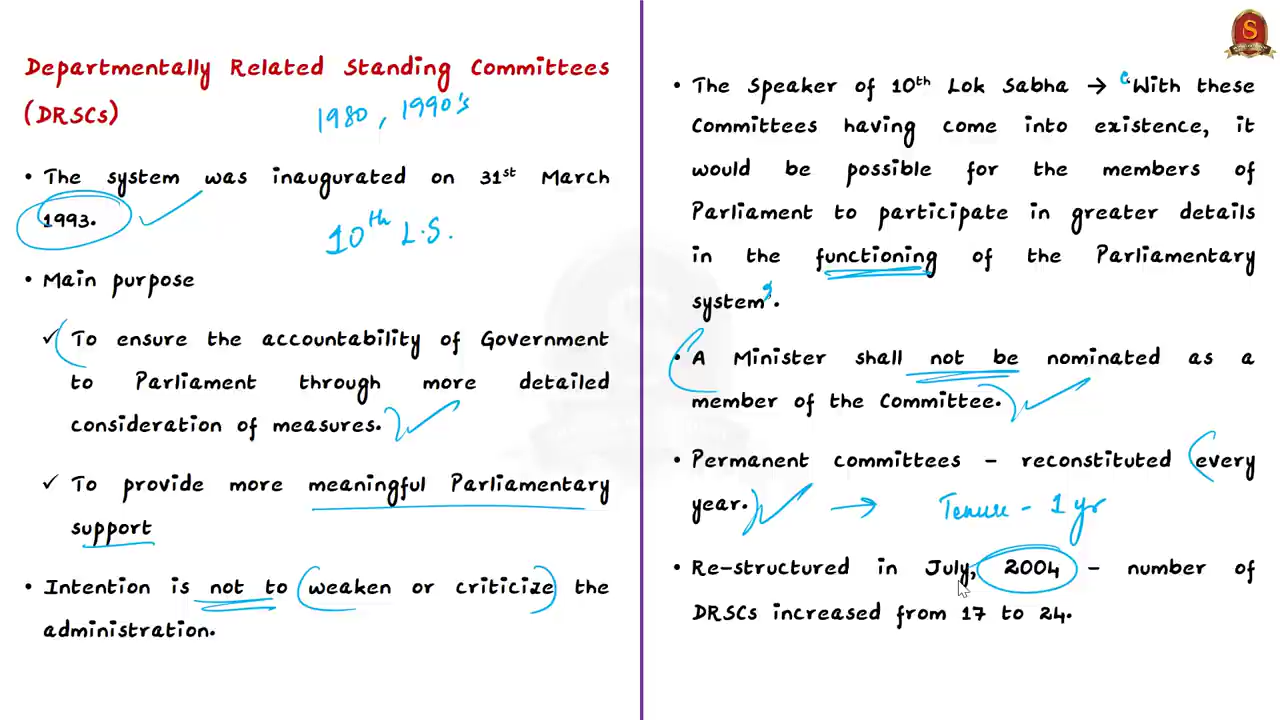 Departmentally Related Standing Committees
(DRSCs)
1980, 1990's
• The system was inaugurated on 31st March
1993.
10th L.S.
• Main purpose
✓ To ensure the accountability of Government
to Parliament through more detailed
consideration of measures.
✓ To provide more meaningful Parliamentary
support
• Intention is not to weaken or criticize the
administration.
• The Speaker of 10th Lok Sabha → "With these
Committees having come into existence, it
would be possible for the members of
Parliament to participate in greater details
in the functioning of the Parliamentary
system".
• A Minister shall not be nominated as a
member of the Committee.
• Permanent committees – reconstituted every
year. → Tenure - 1 yr
• Re-structured in July, 2004 – number of
DRSCs increased from 17 to 24.
S